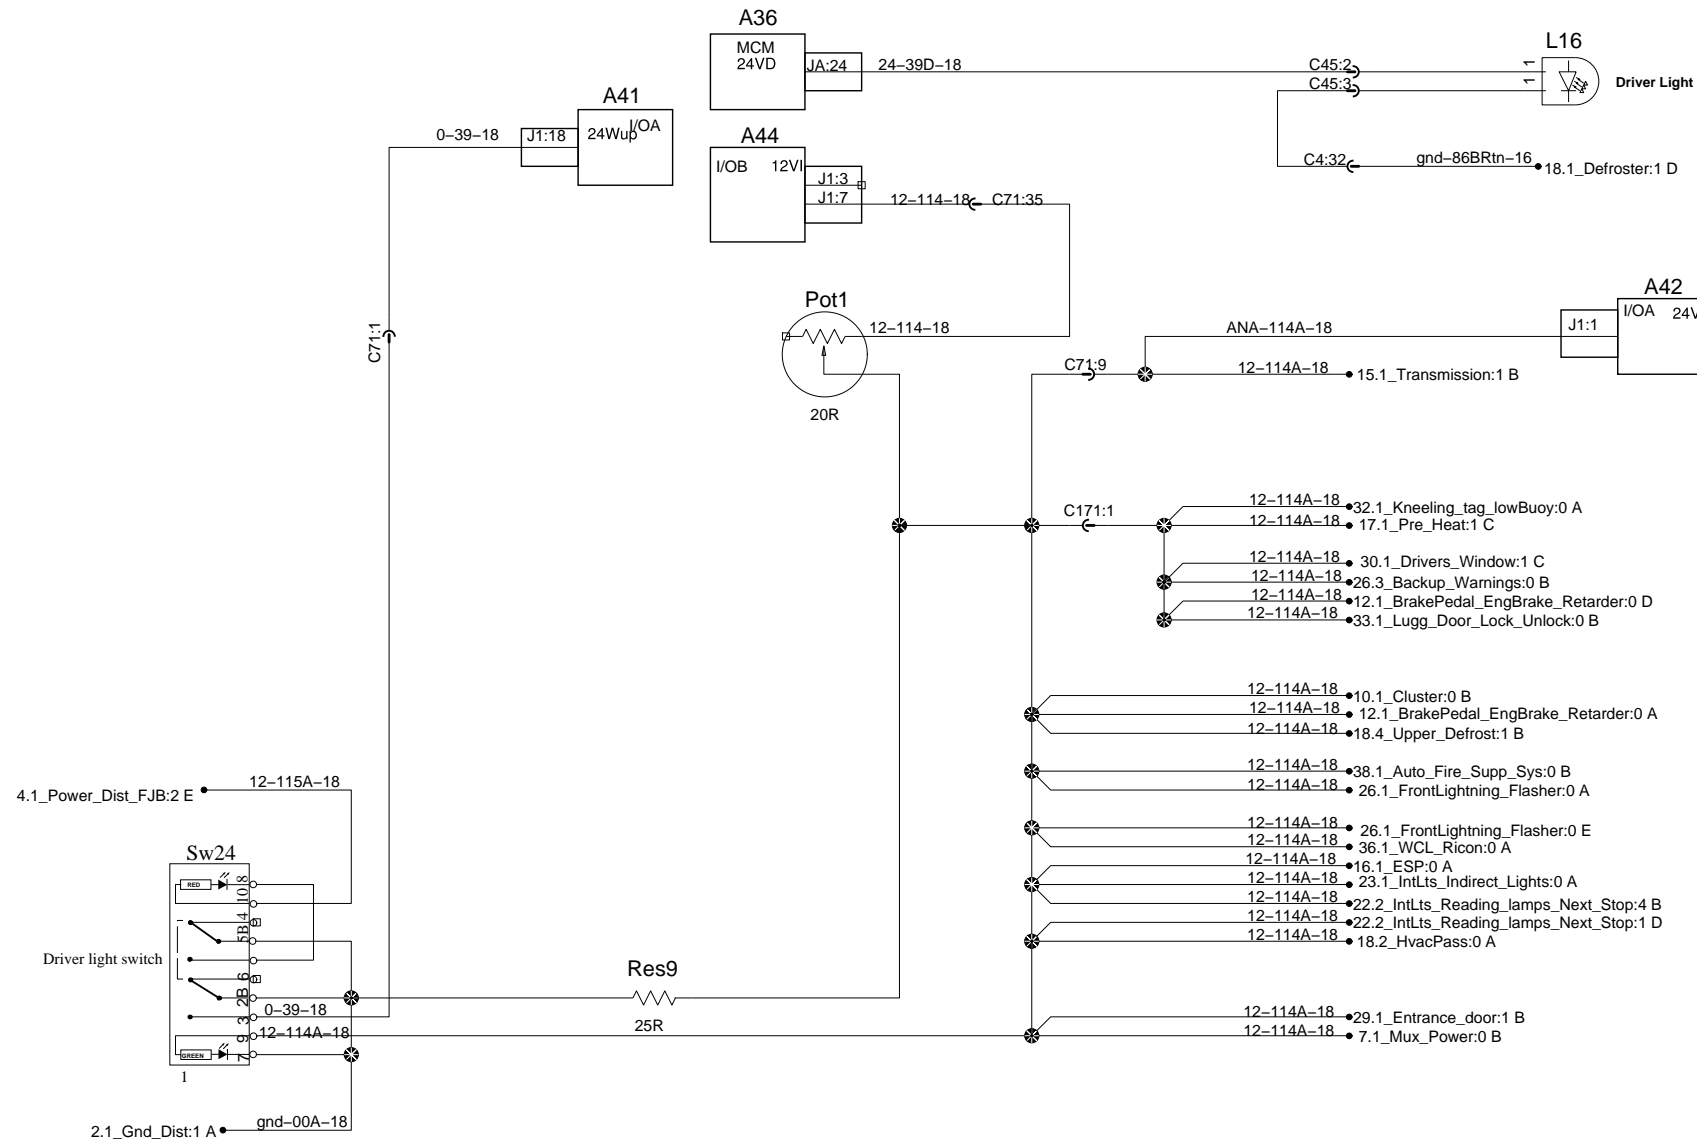 A36
MCM
24VD
JA:24
24–39D–18
C45:2
C45:3
1
1
L16
Driver Light
A41
I/OA
24Wup
J1:18
0–39–18
A44
I/OB
12VI
J1:3
J1:7
12–114–18
C71:35
C4:32
gnd–86BRtn–16
18.1_Defroster:1 D
C71:1
Pot1
12–114–18
20R
A42
I/OA
24V
J1:1
ANA–114A–18
C71:9
12–114A–18
15.1_Transmission:1 B
C171:1
12–114A–18
32.1_Kneeling_tag_lowBuoy:0 A
12–114A–18
17.1_Pre_Heat:1 C
12–114A–18
30.1_Drivers_Window:1 C
12–114A–18
26.3_Backup_Warnings:0 B
12–114A–18
12.1_BrakePedal_EngBrake_Retarder:0 D
12–114A–18
33.1_Lugg_Door_Lock_Unlock:0 B
12–114A–18
10.1_Cluster:0 B
12–114A–18
12.1_BrakePedal_EngBrake_Retarder:0 A
12–114A–18
18.4_Upper_Defrost:1 B
12–114A–18
38.1_Auto_Fire_Supp_Sys:0 B
12–114A–18
26.1_FrontLightning_Flasher:0 A
12–114A–18
26.1_FrontLightning_Flasher:0 E
12–114A–18
36.1_WCL_Ricon:0 A
12–114A–18
16.1_ESP:0 A
12–114A–18
23.1_IntLts_Indirect_Lights:0 A
12–114A–18
22.2_IntLts_Reading_lamps_Next_Stop:4 B
12–114A–18
22.2_IntLts_Reading_lamps_Next_Stop:1 D
12–114A–18
18.2_HvacPass:0 A
12–114A–18
29.1_Entrance_door:1 B
12–114A–18
7.1_Mux_Power:0 B
12–115A–18
4.1_Power_Dist_FJB:2 E
Sw24
RED
8
10
4
5B
6
2B
3
9
7
GREEN
1
Driver light switch
0–39–18
12–114A–18
Res9
25R
gnd–00A–18
2.1_Gnd_Dist:1 A